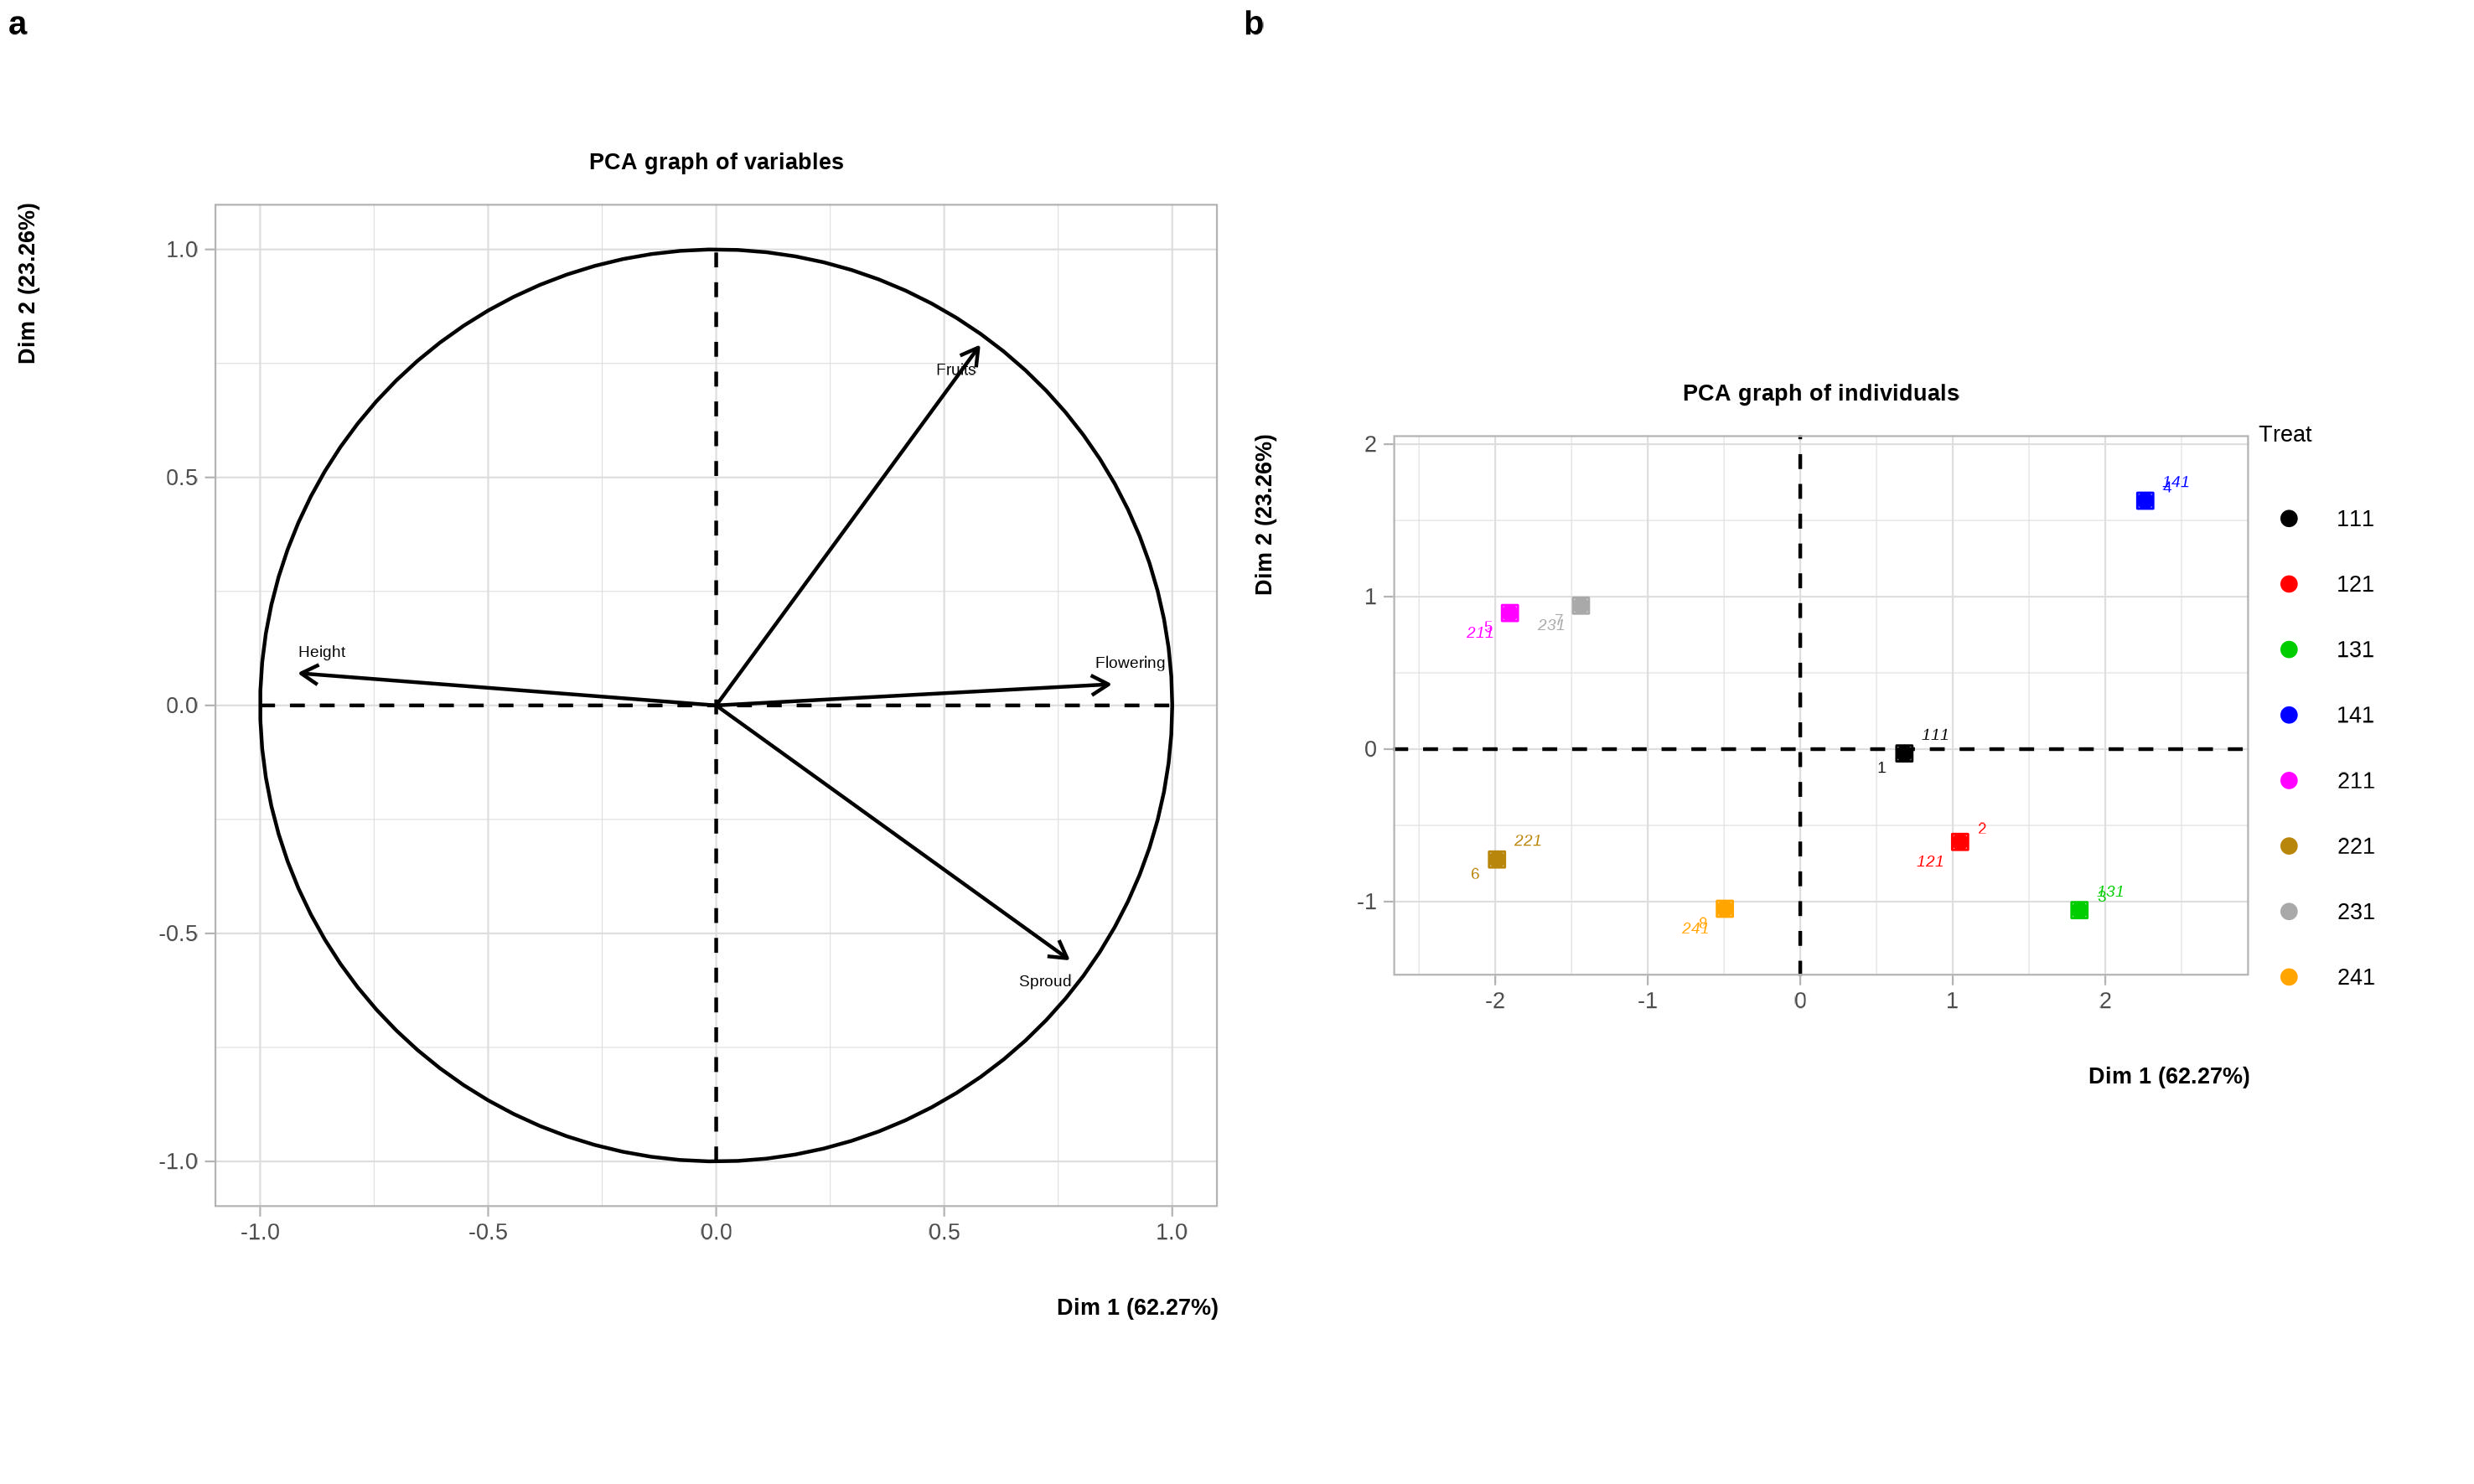 a
PCA graph of variables
Dim 2 (23.26%)
1.0
0.5
0.0
-0.5
-1.0
Fruits
Height
Flowering
Sproud
-1.0 -0.5 0.0 0.5 1.0
Dim 1 (62.27%)
b
PCA graph of individuals
Dim 2 (23.26%)
2
1
0
-1
141
4
5
211
7
231
111
1
2
121
221
6
131
3
8
241
-2 -1 0 1 2
Dim 1 (62.27%)
Treat
111
121
131
141
211
221
231
241